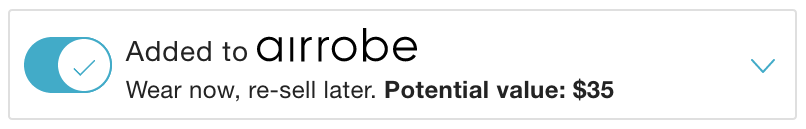 Added to airrobe
Wear now, re-sell later. Potential value: $35